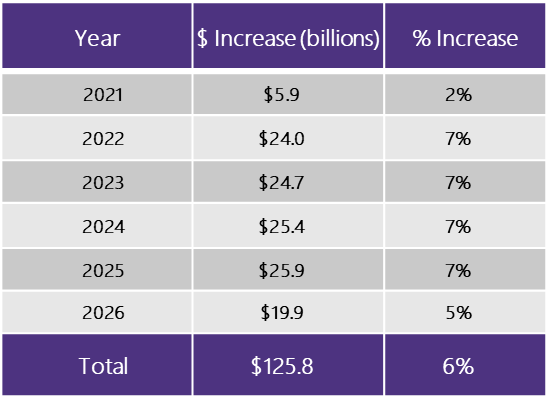 Year $ Increase (billions) % Increase
2021 $5.9 2%
2022 $24.0 7%
2023 $24.7 7%
2024 $25.4 7%
2025 $25.9 7%
2026 $19.9 5%
Total $125.8 6%